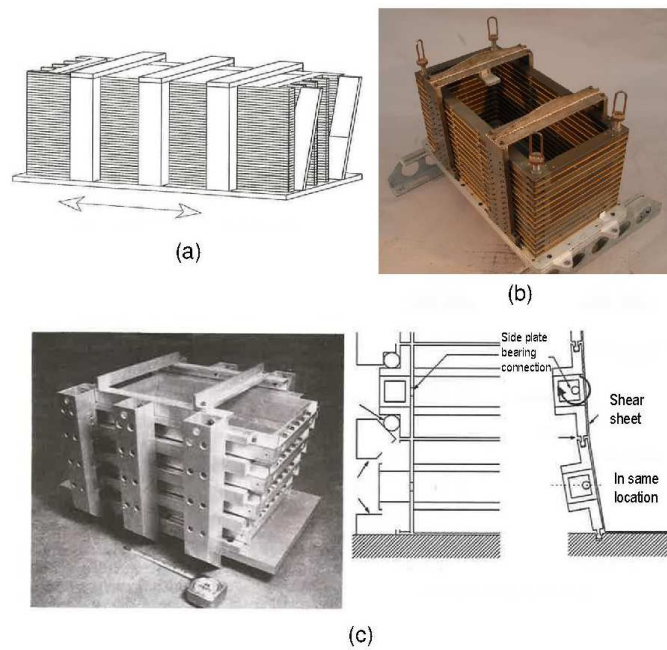 (a)
(b)
Side plate
bearing
connection
Shear
sheet
In same
location
(c)